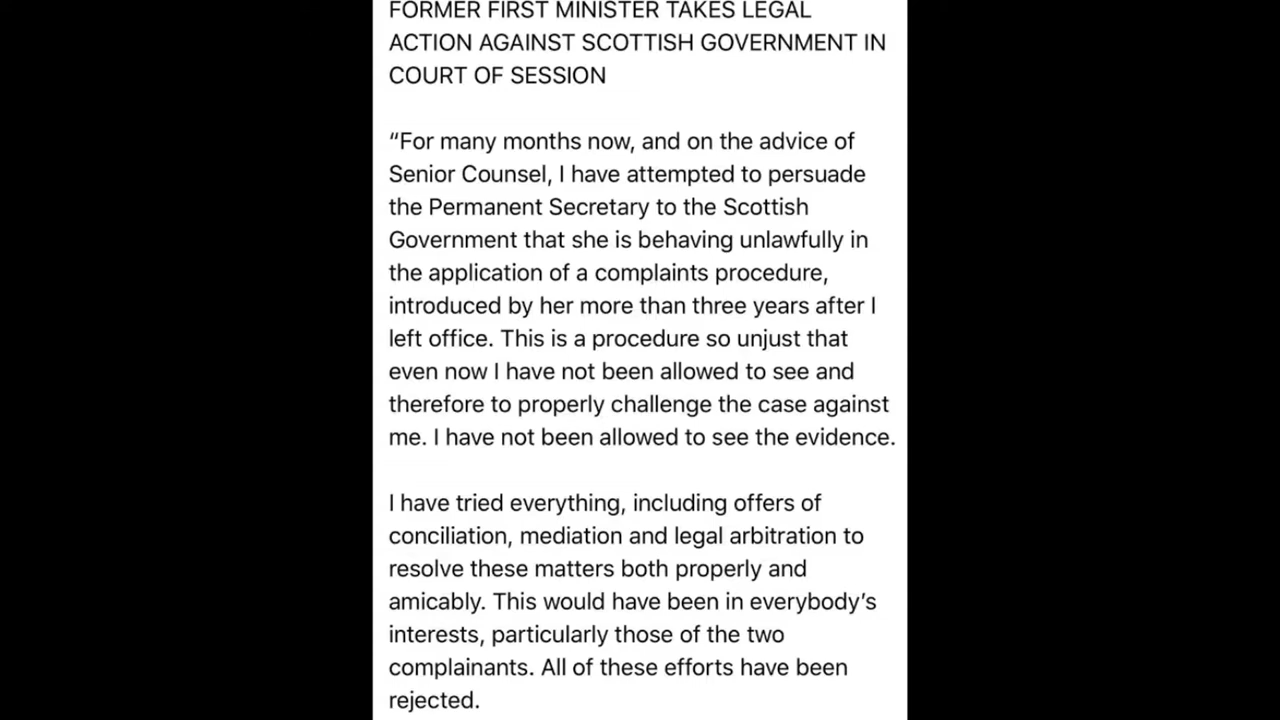 FORMER FIRST MINISTER TAKES LEGAL
ACTION AGAINST SCOTTISH GOVERNMENT IN
COURT OF SESSION
“For many months now, and on the advice of
Senior Counsel, I have attempted to persuade
the Permanent Secretary to the Scottish
Government that she is behaving unlawfully in
the application of a complaints procedure,
introduced by her more than three years after I
left office. This is a procedure so unjust that
even now I have not been allowed to see and
therefore to properly challenge the case against
me. I have not been allowed to see the evidence.
I have tried everything, including offers of
conciliation, mediation and legal arbitration to
resolve these matters both properly and
amicably. This would have been in everybody’s
interests, particularly those of the two
complainants. All of these efforts have been
rejected.